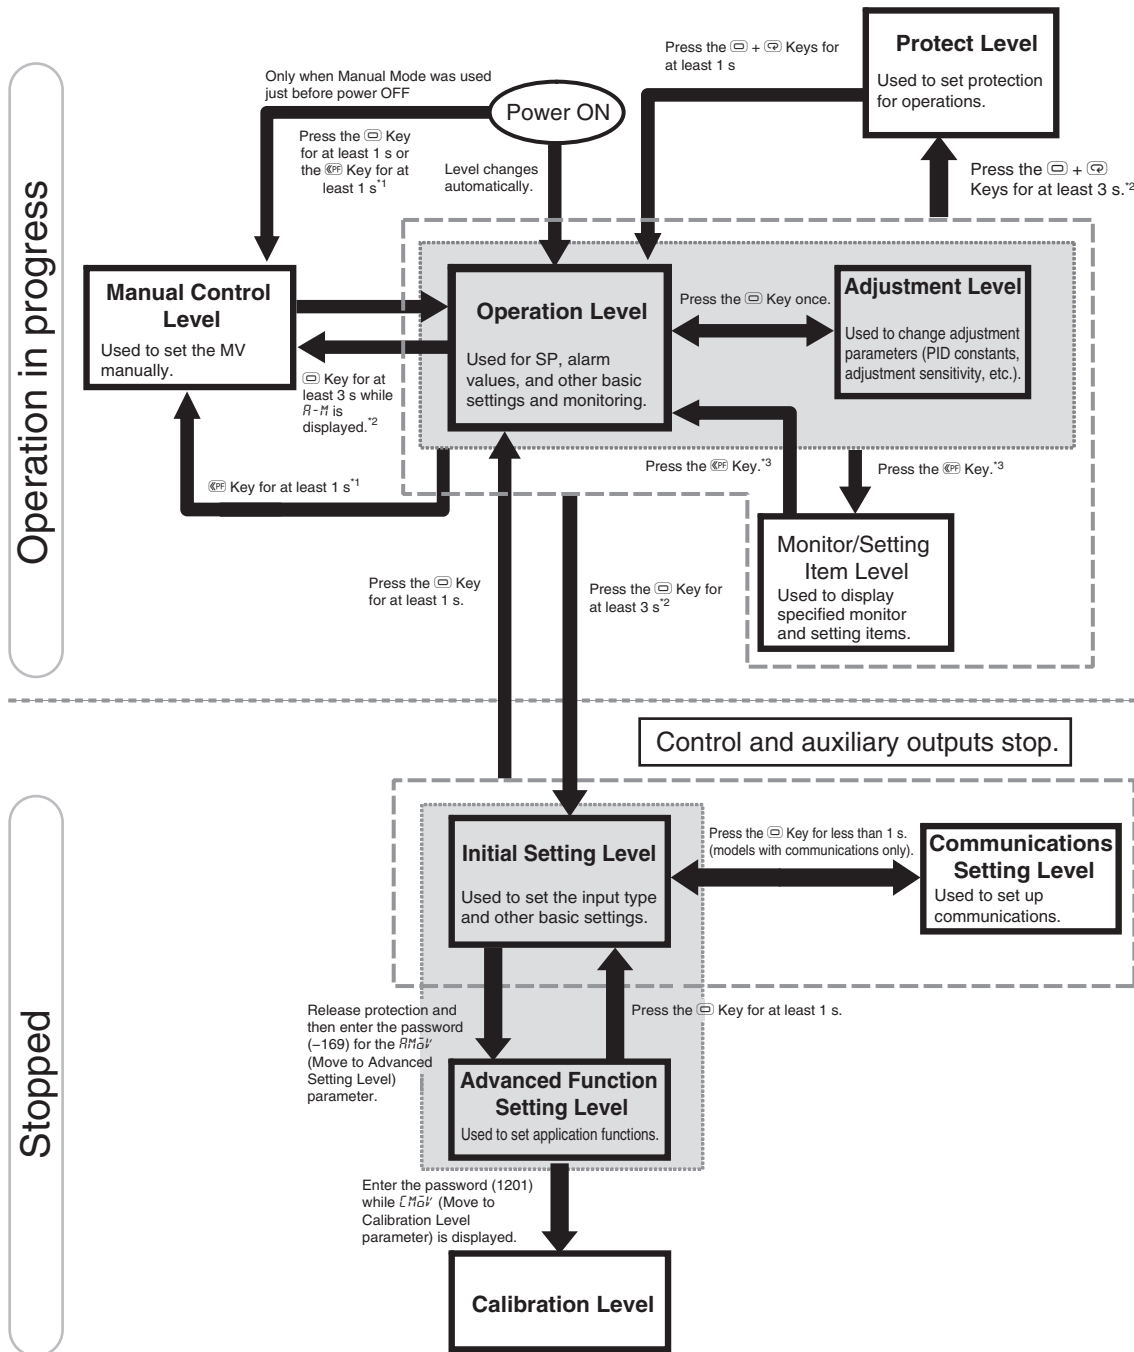 Operation in progress
Only when Manual Mode was used
just before power OFF
Power ON
Press the Key
for at least 1 s or
the PF Key for at
least 1 s*1
Level changes
automatically.
Press the + Keys for
at least 1 s
Protect Level
Used to set protection
for operations.
Press the +
Keys for at least 3 s.*2
Manual Control
Level
Used to set the MV
manually.
Key for at
least 3 s while
A-M is
displayed.*2
PF Key for at least 1 s*1
Operation Level
Used for SP, alarm
values, and other basic
settings and monitoring.
Press the Key once.
Adjustment Level
Used to change adjustment
parameters (PID constants,
adjustment sensitivity, etc.).
Press the PF Key.*3
Press the PF Key.*3
Monitor/Setting
Item Level
Used to display
specified monitor
and setting items.
Press the Key
for at least 1 s.
Press the Key for
at least 3 s*2
Control and auxiliary outputs stop.
Stopped
Initial Setting Level
Used to set the input type
and other basic settings.
Press the Key for less than 1 s.
(models with communications only).
Communications
Setting Level
Used to set up
communications.
Release protection and
then enter the password
(−169) for the AMoV
(Move to Advanced
Setting Level)
parameter.
Press the Key for at least 1 s.
Advanced Function
Setting Level
Used to set application functions.
Enter the password (1201)
while CMoV (Move to
Calibration Level
parameter) is displayed.
Calibration Level